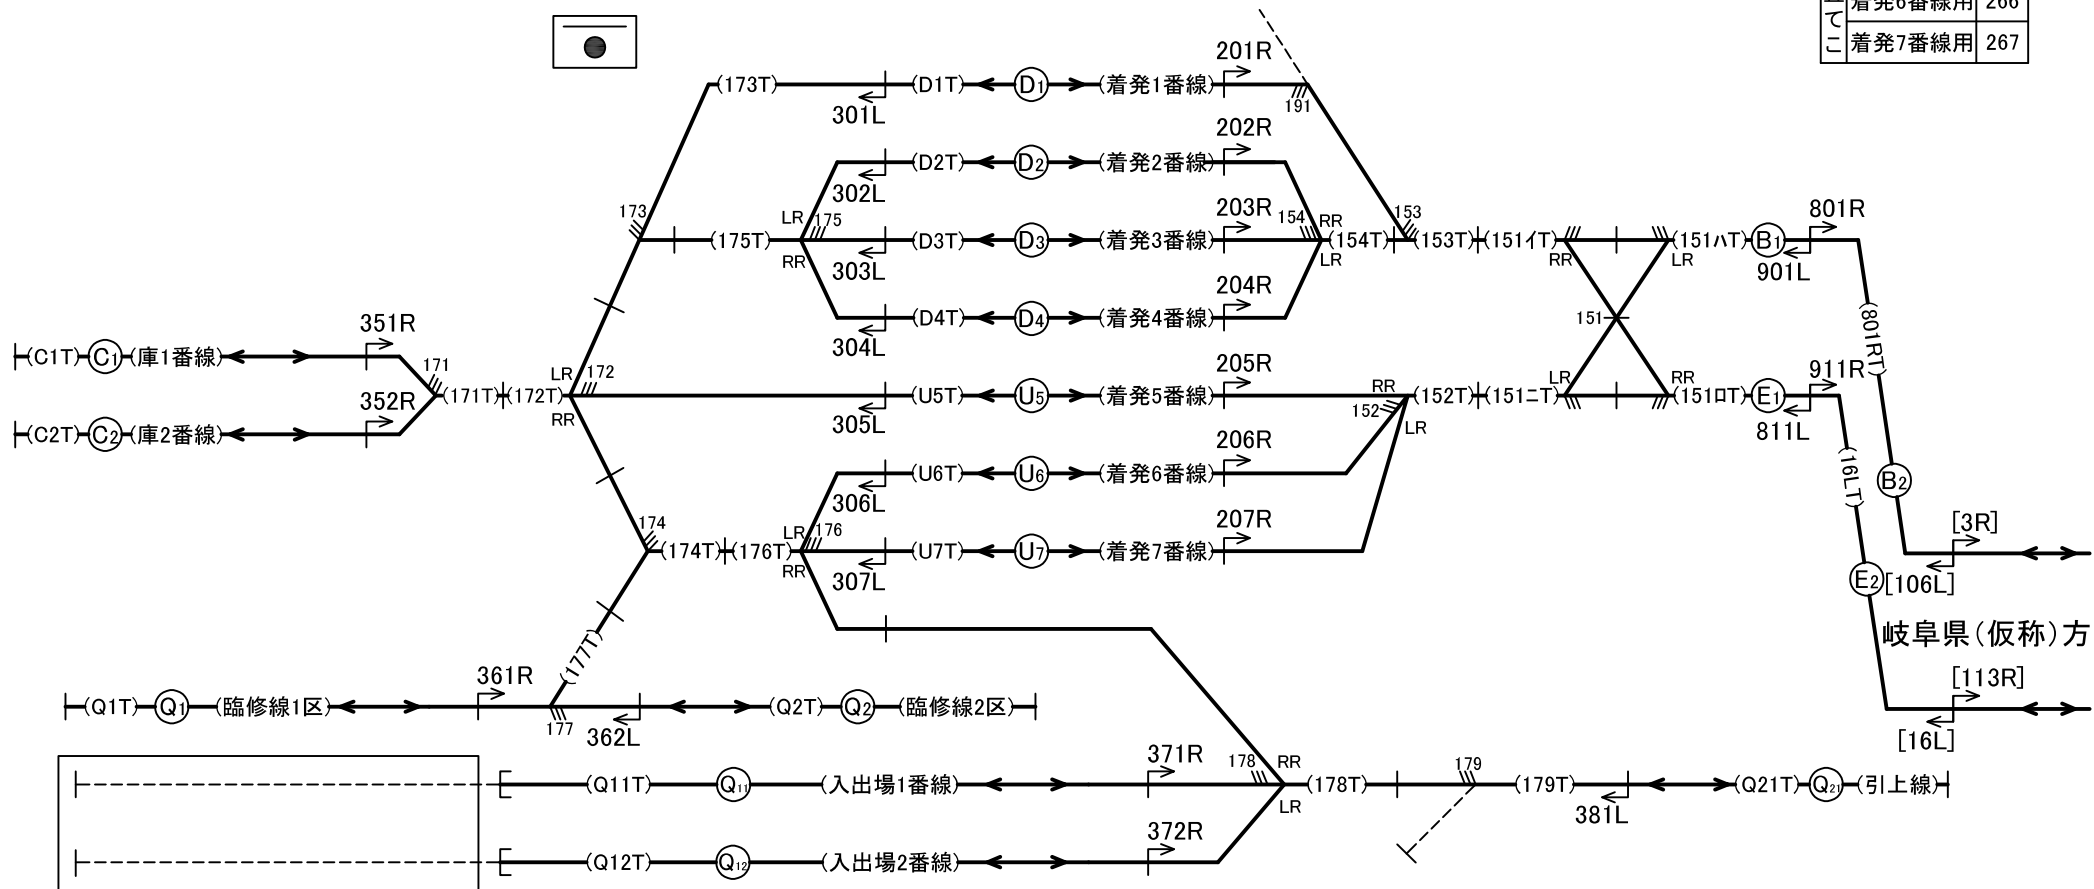 着発6番線用 266
てこ 着発7番線用 267
201R
(173T) (D1T) D1 (着発1番線)
301L 191
202R
(D2T) D2 (着発2番線)
302L
173 LR 175 203R 154 RR 153 801R
(175T) (D3T) D3 (着発3番線) (154T) (153T) (151イT) (151ハT) B1
RR 303L LR RR LR 901L
204R
(D4T) D4 (着発4番線) 151
304L (801RT)
351R
(C1T) C1 (庫1番線) 171
352R LR 172 205R RR LR RR 911R
(171T) (172T) (U5T) U5 (着発5番線) 152 (152T) (151ニT) (151ロT) E1
RR 305L LR 811L
(C2T) C2 (庫2番線)
206R
(U6T) U6 (着発6番線) (16LT) B2
306L
174 LR 176 207R [3R]
(174T) (176T) (U7T) U7 (着発7番線)
RR 307L E2 [106L]
岐阜県(仮称)方
(177T)
361R [113R]
(Q1T) Q1 (臨修線1区) (Q2T) Q2 (臨修線2区)
177 362L [16L]
371R 178 RR 179
(Q11T) Q11 (入出場1番線) (178T) (179T) (Q21T) Q21 (引上線)
LR 381L
372R
(Q12T) Q12 (入出場2番線)